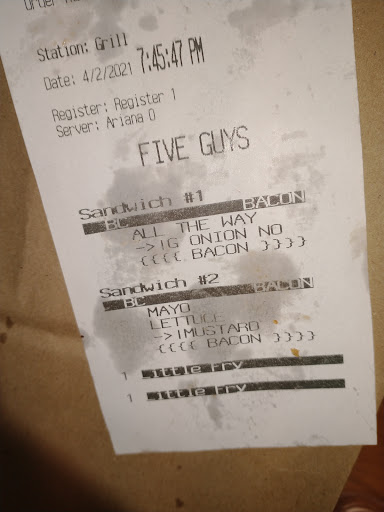 Station: Grill
Date: 4/2/2021 7:45:47 PM
Register: Register 1
Server: Ariana O
FIVE GUYS
Sandwich #1
BC BACON
ALL THE WAY
->!G ONION NO
{{{{ BACON }}}}
Sandwich #2
BC BACON
MAYO
LETTUCE
->!MUSTARD
{{{{ BACON }}}}
1 Little Fry
1 Little Fry